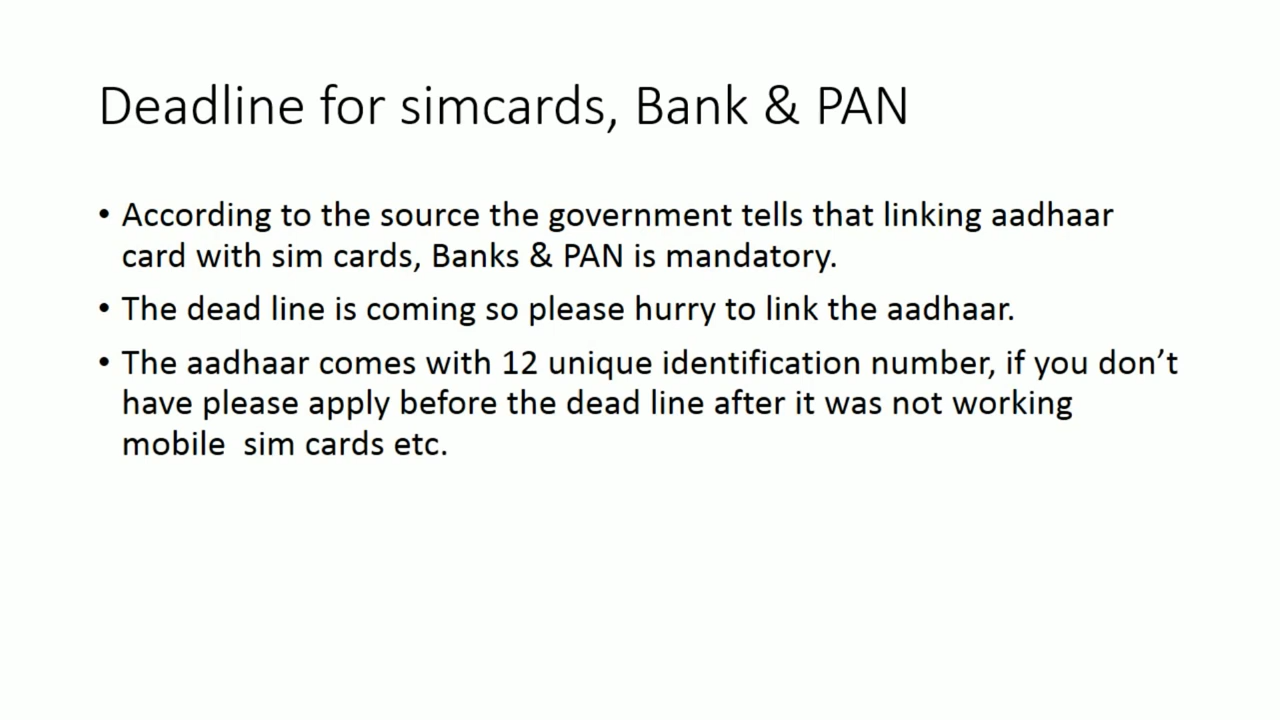 Deadline for simcards, Bank & PAN
• According to the source the government tells that linking aadhaar
card with sim cards, Banks & PAN is mandatory.
• The dead line is coming so please hurry to link the aadhaar.
• The aadhaar comes with 12 unique identification number, if you don’t
have please apply before the dead line after it was not working
mobile  sim cards etc.